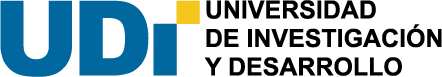 UDi
UNIVERSIDAD
DE INVESTIGACIÓN
Y DESARROLLO